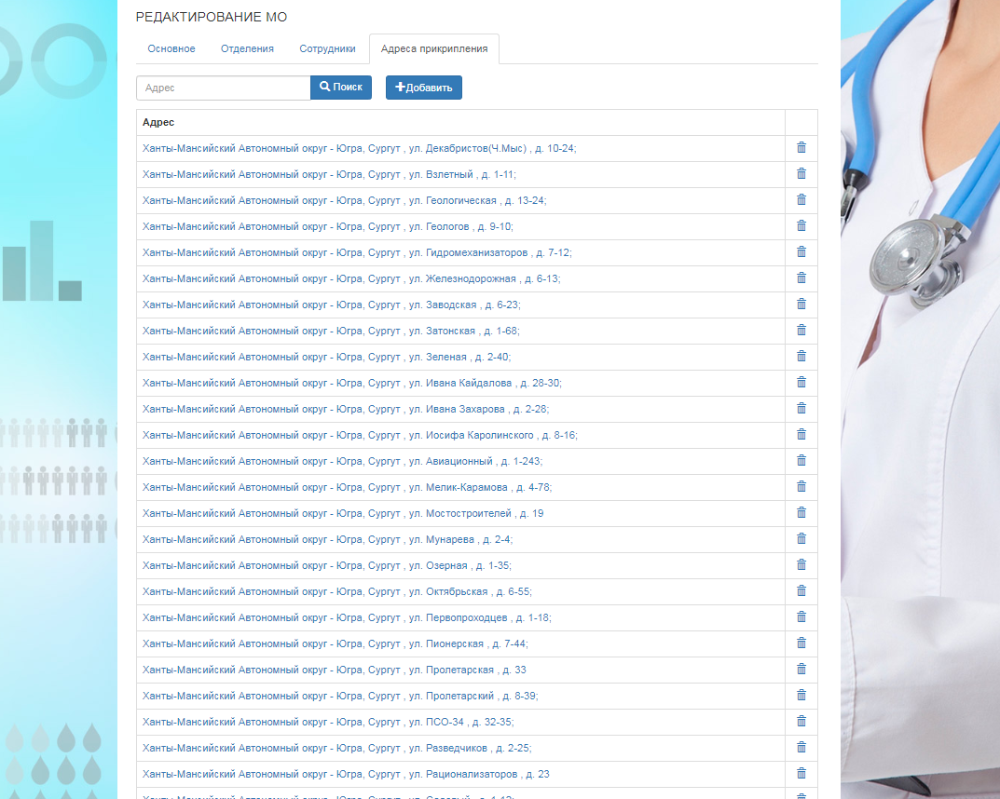 РЕДАКТИРОВАНИЕ МО
Основное Отделения Сотрудники Адреса прикрипления
Адрес Поиск Добавить
Адрес
Ханты-Мансийский Автономный округ - Югра, Сургут , ул. Декабристов(Ч.Мыс) , д. 10-24;
Ханты-Мансийский Автономный округ - Югра, Сургут , ул. Взлетный , д. 1-11;
Ханты-Мансийский Автономный округ - Югра, Сургут , ул. Геологическая , д. 13-24;
Ханты-Мансийский Автономный округ - Югра, Сургут , ул. Геологов , д. 9-10;
Ханты-Мансийский Автономный округ - Югра, Сургут , ул. Гидромеханизаторов , д. 7-12;
Ханты-Мансийский Автономный округ - Югра, Сургут , ул. Железнодорожная , д. 6-13;
Ханты-Мансийский Автономный округ - Югра, Сургут , ул. Заводская , д. 6-23;
Ханты-Мансийский Автономный округ - Югра, Сургут , ул. Затонская , д. 1-68;
Ханты-Мансийский Автономный округ - Югра, Сургут , ул. Зеленая , д. 2-40;
Ханты-Мансийский Автономный округ - Югра, Сургут , ул. Ивана Кайдалова , д. 28-30;
Ханты-Мансийский Автономный округ - Югра, Сургут , ул. Ивана Захарова , д. 2-28;
Ханты-Мансийский Автономный округ - Югра, Сургут , ул. Иосифа Каролинского , д. 8-16;
Ханты-Мансийский Автономный округ - Югра, Сургут , ул. Авиационный , д. 1-243;
Ханты-Мансийский Автономный округ - Югра, Сургут , ул. Мелик-Карамова , д. 4-78;
Ханты-Мансийский Автономный округ - Югра, Сургут , ул. Мостостроителей , д. 19
Ханты-Мансийский Автономный округ - Югра, Сургут , ул. Мунарева , д. 2-4;
Ханты-Мансийский Автономный округ - Югра, Сургут , ул. Озерная , д. 1-35;
Ханты-Мансийский Автономный округ - Югра, Сургут , ул. Октябрьская , д. 6-55;
Ханты-Мансийский Автономный округ - Югра, Сургут , ул. Первопроходцев , д. 1-18;
Ханты-Мансийский Автономный округ - Югра, Сургут , ул. Пионерская , д. 7-44;
Ханты-Мансийский Автономный округ - Югра, Сургут , ул. Пролетарская , д. 33
Ханты-Мансийский Автономный округ - Югра, Сургут , ул. Пролетарский , д. 8-39;
Ханты-Мансийский Автономный округ - Югра, Сургут , ул. ПСО-34 , д. 32-35;
Ханты-Мансийский Автономный округ - Югра, Сургут , ул. Разведчиков , д. 2-25;
Ханты-Мансийский Автономный округ - Югра, Сургут , ул. Рационализаторов , д. 23
Ханты-Мансийский Автономный округ - Югра, Сургут , ул.